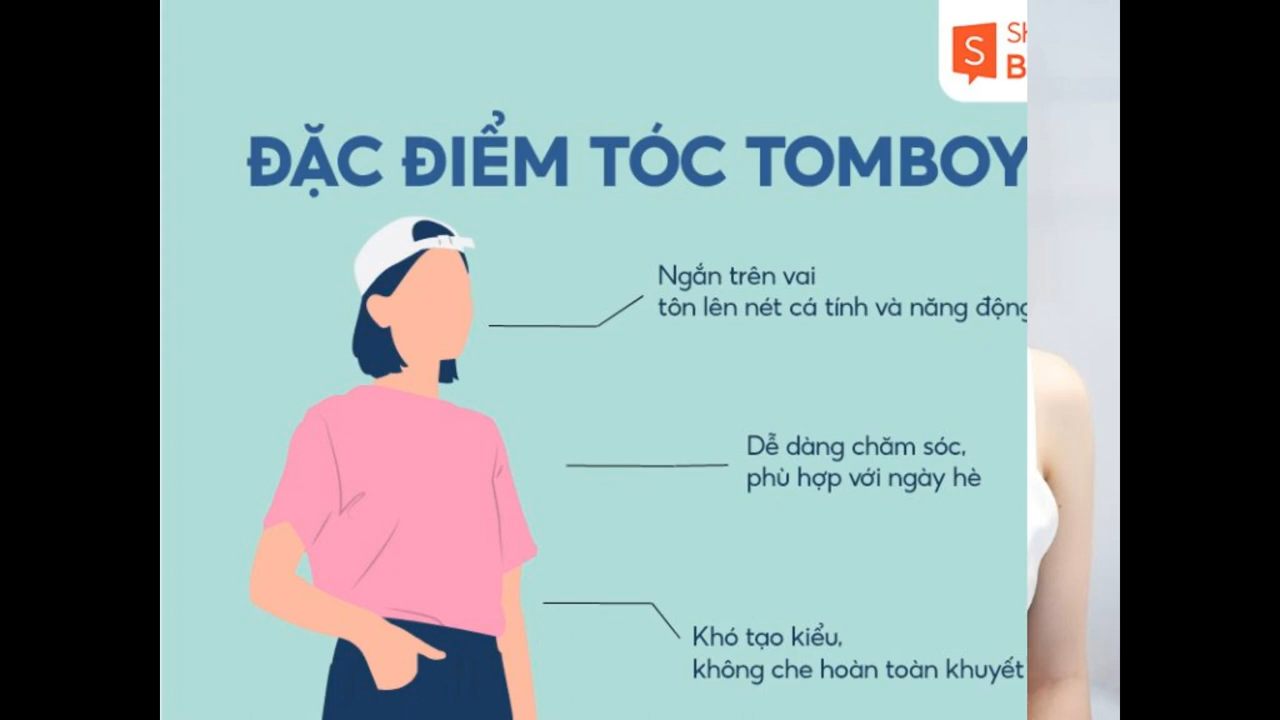 S
ĐẶC ĐIỂM TÓC TOMBOY
Ngắn trên vai
tôn lên nét cá tính và năng động
Dễ dàng chăm sóc,
phù hợp với ngày hè
Khó tạo kiểu,
không che hoàn toàn khuyết